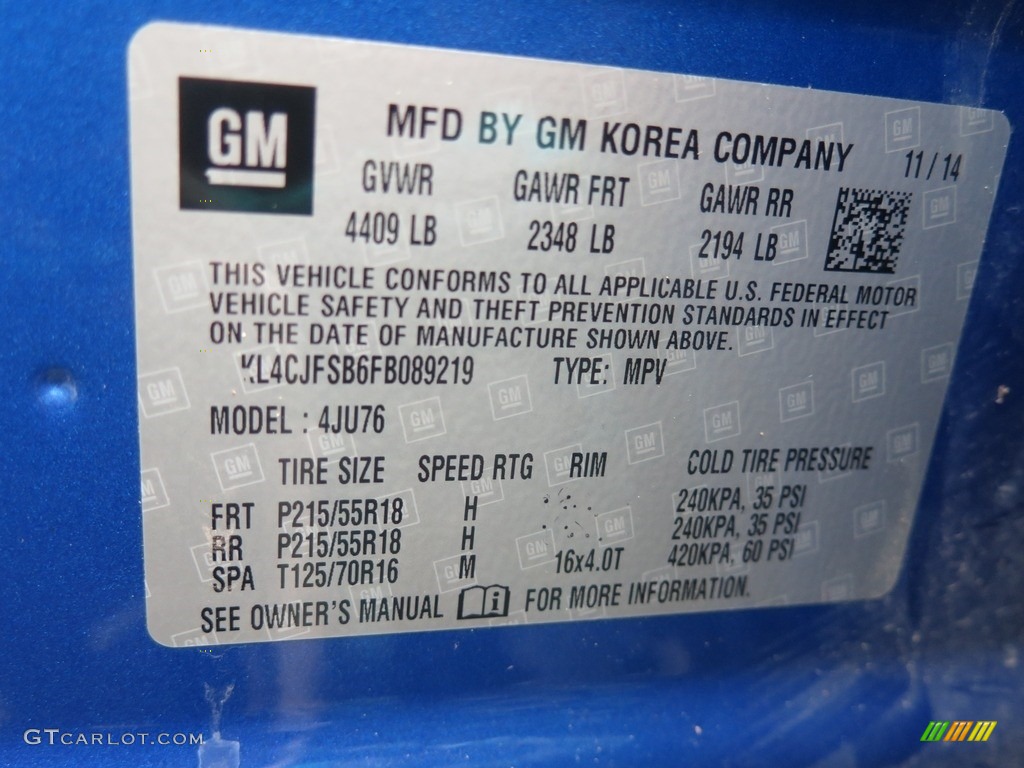 GM
MFD BY GM KOREA COMPANY 11/14
GVWR GAWR FRT GAWR RR
4409 LB 2348 LB 2194 LB
THIS VEHICLE CONFORMS TO ALL APPLICABLE U.S. FEDERAL MOTOR
VEHICLE SAFETY AND THEFT PREVENTION STANDARDS IN EFFECT
ON THE DATE OF MANUFACTURE SHOWN ABOVE.
KL4CJFSB6FB089219 TYPE: MPV
MODEL : 4JU76
TIRE SIZE SPEED RTG RIM COLD TIRE PRESSURE
FRT P215/55R18 H 240KPA, 35 PSI
RR P215/55R18 H 240KPA, 35 PSI
SPA T125/70R16 M 16x4.0T 420KPA, 60 PSI
SEE OWNER'S MANUAL i FOR MORE INFORMATION.
GTCARLOT.COM